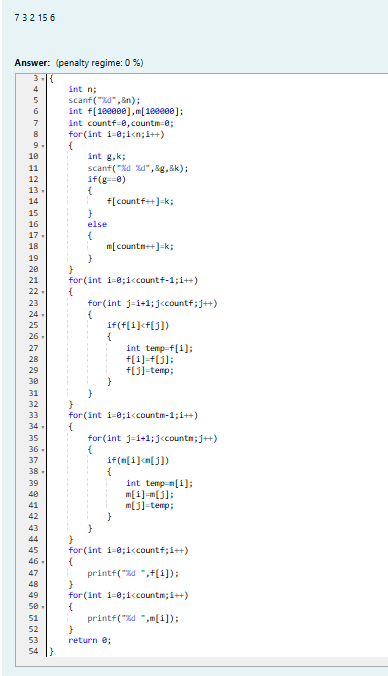 7 3 2 15 6
Answer: (penalty regime: 0 %)
3 {
4 int n;
5 scanf("%d",&n);
6 int f[100000],m[100000];
7 int countf=0,countm=0;
8 for(int i=0;i<n;i++)
9 {
10 int g,k;
11 scanf("%d %d",&g,&k);
12 if(g==0)
13 {
14 f[countf++]=k;
15 }
16 else
17 {
18 m[countm++]=k;
19 }
20 }
21 for(int i=0;i<countf-1;i++)
22 {
23 for(int j=i+1;j<countf;j++)
24 {
25 if(f[i]<f[j])
26 {
27 int temp=f[i];
28 f[i]=f[j];
29 f[j]=temp;
30 }
31 }
32 }
33 for(int i=0;i<countm-1;i++)
34 {
35 for(int j=i+1;j<countm;j++)
36 {
37 if(m[i]<m[j])
38 {
39 int temp=m[i];
40 m[i]=m[j];
41 m[j]=temp;
42 }
43 }
44 }
45 for(int i=0;i<countf;i++)
46 {
47 printf("%d ",f[i]);
48 }
49 for(int i=0;i<countm;i++)
50 {
51 printf("%d ",m[i]);
52 }
53 return 0;
54 }